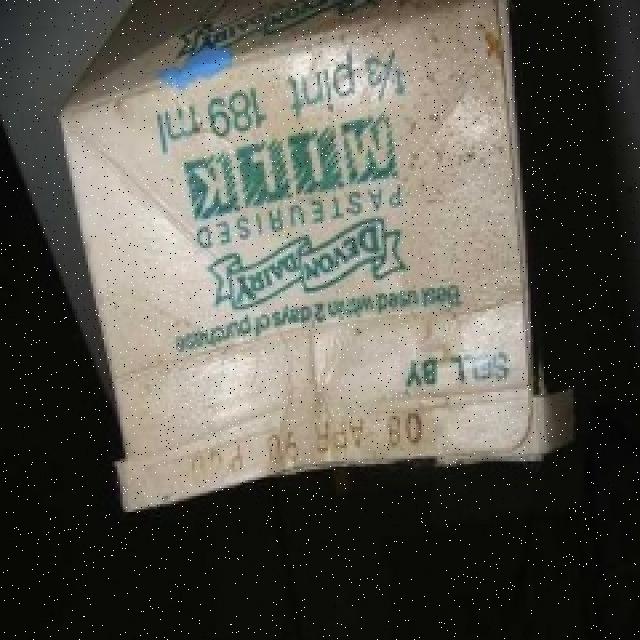 08 APR 90
SELL BY
Best used within 2 days of purchase
DEVON DAIRY
PASTEURISED
MILK
⅓ pint 189 ml